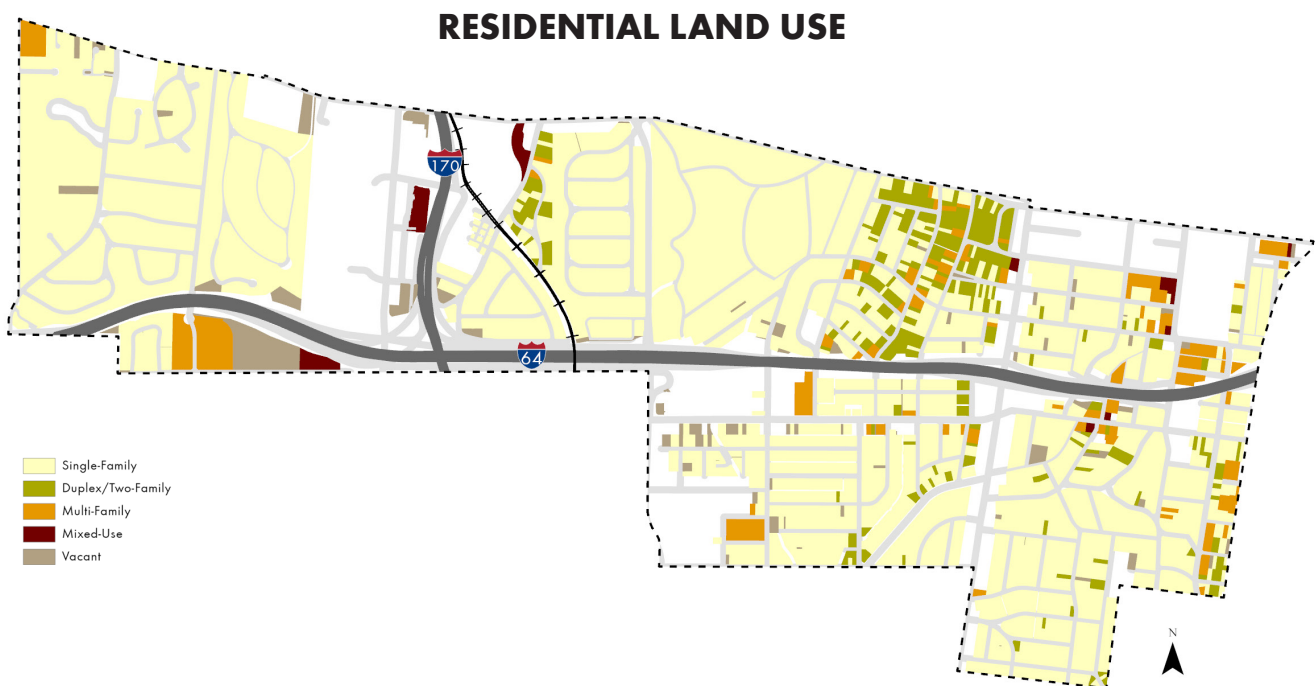 RESIDENTIAL LAND USE
170
64
Single-Family
Duplex/Two-Family
Multi-Family
Mixed-Use
Vacant
N